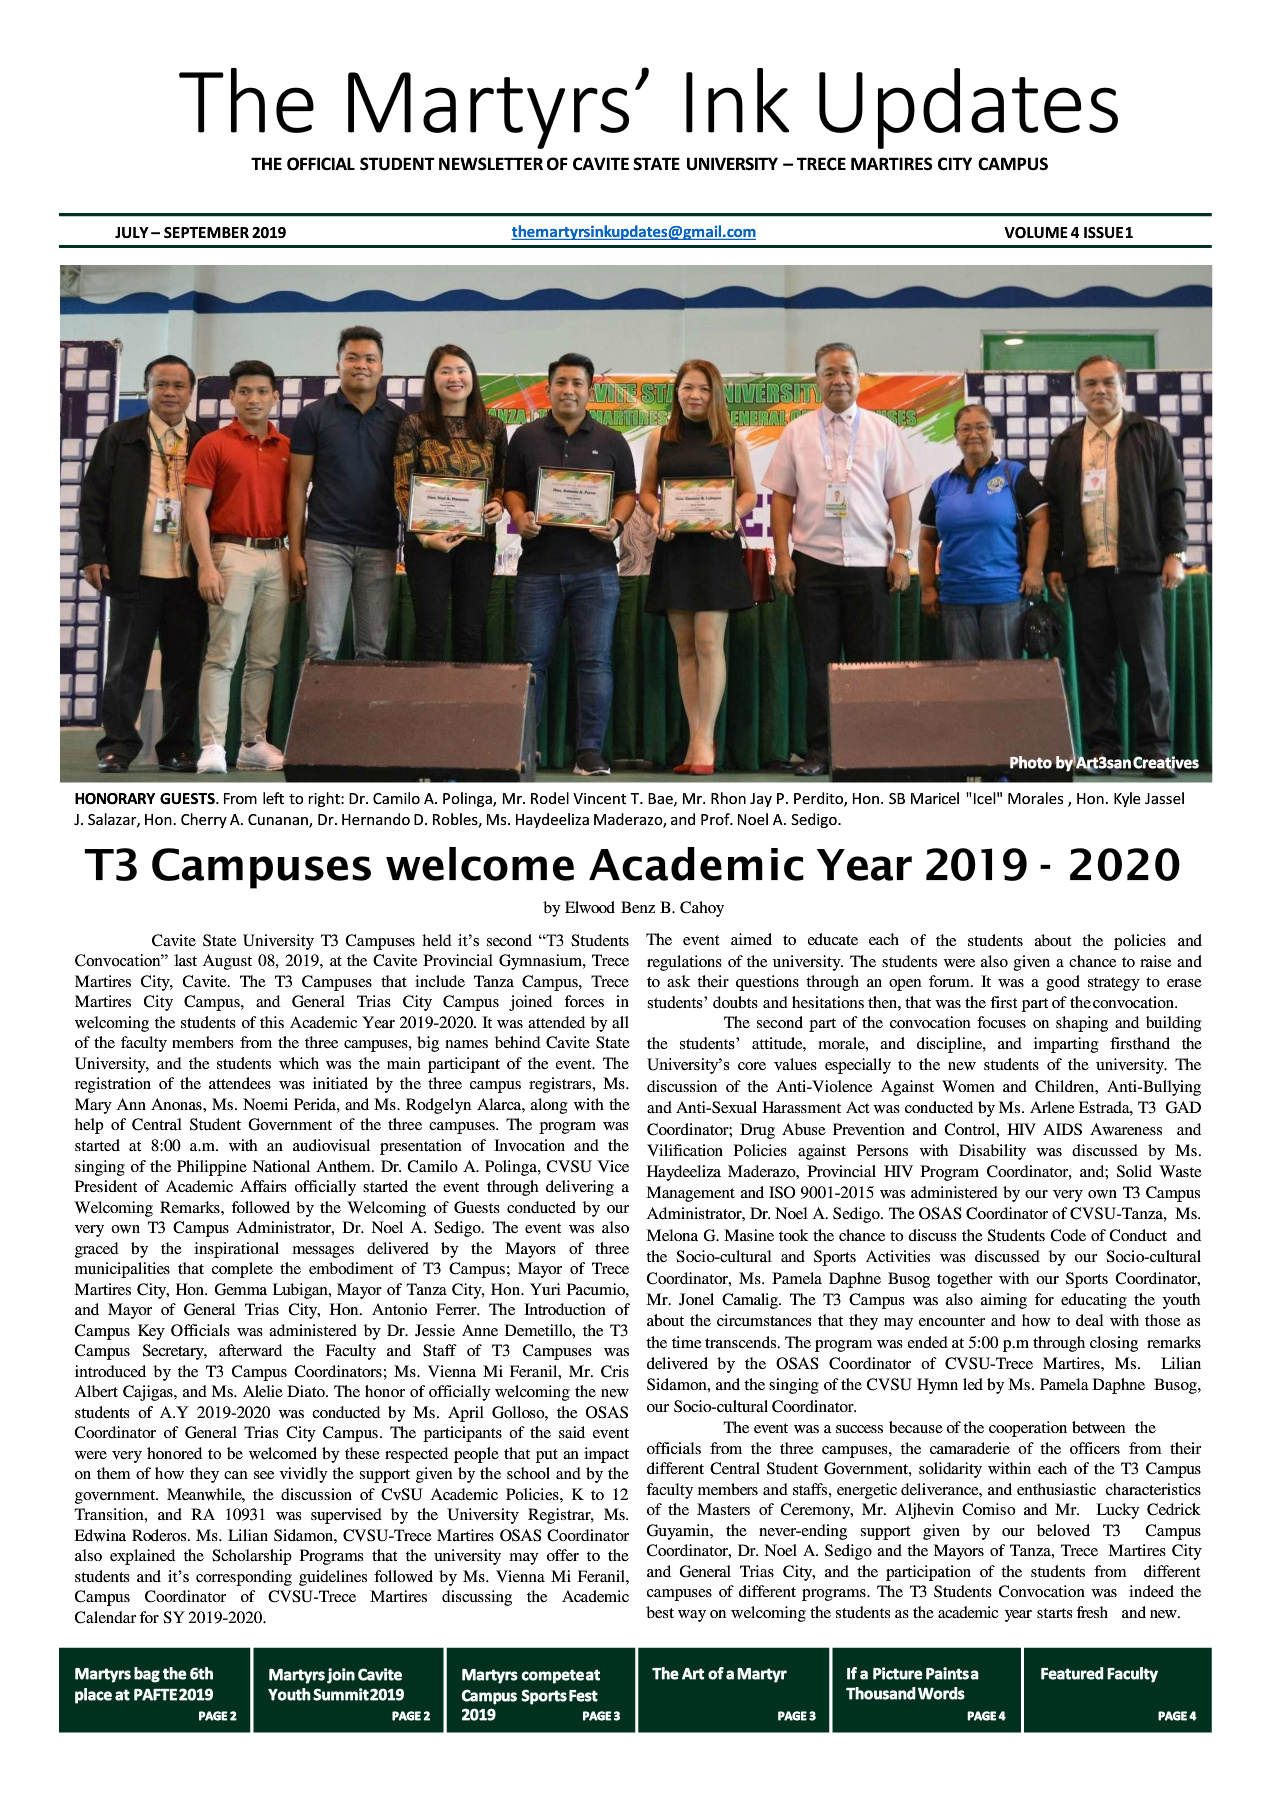 The Martyrs’ Ink Updates
THE OFFICIAL STUDENT NEWSLETTER OF CAVITE STATE UNIVERSITY – TRECE MARTIRES CITY CAMPUS
JULY – SEPTEMBER 2019
themartyrsinkupdates@gmail.com
VOLUME 4 ISSUE 1
CAVITE STATE UNIVERSITY
TANZA
MARTIRES
GENERAL
CAMPUSES
Photo by Art3san Creatives
HONORARY GUESTS. From left to right: Dr. Camilo A. Polinga, Mr. Rodel Vincent T. Bae, Mr. Rhon Jay P. Perdito, Hon. SB Maricel "Icel" Morales , Hon. Kyle Jassel
J. Salazar, Hon. Cherry A. Cunanan, Dr. Hernando D. Robles, Ms. Haydeeliza Maderazo, and Prof. Noel A. Sedigo.
T3 Campuses welcome Academic Year 2019 - 2020
by Elwood Benz B. Cahoy
Cavite State University T3 Campuses held it’s second “T3 Students
Convocation” last August 08, 2019, at the Cavite Provincial Gymnasium, Trece
Martires City, Cavite. The T3 Campuses that include Tanza Campus, Trece
Martires City Campus, and General Trias City Campus joined forces in
welcoming the students of this Academic Year 2019-2020. It was attended by all
of the faculty members from the three campuses, big names behind Cavite State
University, and the students which was the main participant of the event. The
registration of the attendees was initiated by the three campus registrars, Ms.
Mary Ann Anonas, Ms. Noemi Perida, and Ms. Rodgelyn Alarca, along with the
help of Central Student Government of the three campuses. The program was
started at 8:00 a.m. with an audiovisual presentation of Invocation and the
singing of the Philippine National Anthem. Dr. Camilo A. Polinga, CVSU Vice
President of Academic Affairs officially started the event through delivering a
Welcoming Remarks, followed by the Welcoming of Guests conducted by our
very own T3 Campus Administrator, Dr. Noel A. Sedigo. The event was also
graced by the inspirational messages delivered by the Mayors of three
municipalities that complete the embodiment of T3 Campus; Mayor of Trece
Martires City, Hon. Gemma Lubigan, Mayor of Tanza City, Hon. Yuri Pacumio,
and Mayor of General Trias City, Hon. Antonio Ferrer. The Introduction of
Campus Key Officials was administered by Dr. Jessie Anne Demetillo, the T3
Campus Secretary, afterward the Faculty and Staff of T3 Campuses was
introduced by the T3 Campus Coordinators; Ms. Vienna Mi Feranil, Mr. Cris
Albert Cajigas, and Ms. Alelie Diato. The honor of officially welcoming the new
students of A.Y 2019-2020 was conducted by Ms. April Golloso, the OSAS
Coordinator of General Trias City Campus. The participants of the said event
were very honored to be welcomed by these respected people that put an impact
on them of how they can see vividly the support given by the school and by the
government. Meanwhile, the discussion of CvSU Academic Policies, K to 12
Transition, and RA 10931 was supervised by the University Registrar, Ms.
Edwina Roderos. Ms. Lilian Sidamon, CVSU-Trece Martires OSAS Coordinator
also explained the Scholarship Programs that the university may offer to the
students and it’s corresponding guidelines followed by Ms. Vienna Mi Feranil,
Campus Coordinator of CVSU-Trece Martires discussing the Academic
Calendar for SY 2019-2020.
The event aimed to educate each of the students about the policies and
regulations of the university. The students were also given a chance to raise and
to ask their questions through an open forum. It was a good strategy to erase
students’ doubts and hesitations then, that was the first part of the convocation.
The second part of the convocation focuses on shaping and building
the students’ attitude, morale, and discipline, and imparting firsthand the
University’s core values especially to the new students of the university. The
discussion of the Anti-Violence Against Women and Children, Anti-Bullying
and Anti-Sexual Harassment Act was conducted by Ms. Arlene Estrada, T3 GAD
Coordinator; Drug Abuse Prevention and Control, HIV AIDS Awareness and
Vilification Policies against Persons with Disability was discussed by Ms.
Haydeeliza Maderazo, Provincial HIV Program Coordinator, and; Solid Waste
Management and ISO 9001-2015 was administered by our very own T3 Campus
Administrator, Dr. Noel A. Sedigo. The OSAS Coordinator of CVSU-Tanza, Ms.
Melona G. Masine took the chance to discuss the Students Code of Conduct and
the Socio-cultural and Sports Activities was discussed by our Socio-cultural
Coordinator, Ms. Pamela Daphne Busog together with our Sports Coordinator,
Mr. Jonel Camalig. The T3 Campus was also aiming for educating the youth
about the circumstances that they may encounter and how to deal with those as
the time transcends. The program was ended at 5:00 p.m through closing remarks
delivered by the OSAS Coordinator of CVSU-Trece Martires, Ms. Lilian
Sidamon, and the singing of the CVSU Hymn led by Ms. Pamela Daphne Busog,
our Socio-cultural Coordinator.
The event was a success because of the cooperation between the
officials from the three campuses, the camaraderie of the officers from their
different Central Student Government, solidarity within each of the T3 Campus
faculty members and staffs, energetic deliverance, and enthusiastic characteristics
of the Masters of Ceremony, Mr. Aljhevin Comiso and Mr. Lucky Cedrick
Guyamin, the never-ending support given by our beloved T3 Campus
Coordinator, Dr. Noel A. Sedigo and the Mayors of Tanza, Trece Martires City
and General Trias City, and the participation of the students from different
campuses of different programs. The T3 Students Convocation was indeed the
best way on welcoming the students as the academic year starts fresh and new.
Martyrs bag the 6th
place at PAFTE 2019
PAGE 2
Martyrs join Cavite
Youth Summit 2019
PAGE 2
Martyrs compete at
Campus Sports Fest
2019 PAGE 3
The Art of a Martyr
PAGE 3
If a Picture Paints a
Thousand Words
PAGE 4
Featured Faculty
PAGE 4